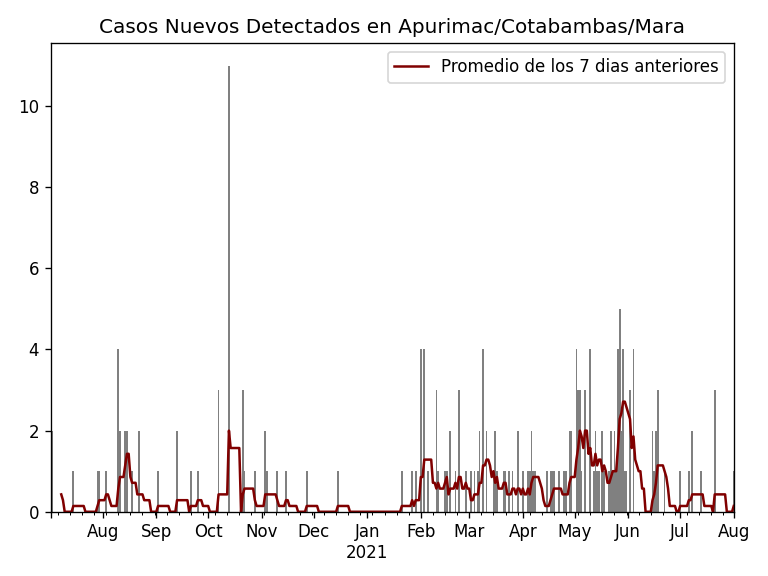 Casos Nuevos Detectados en Apurimac/Cotabambas/Mara
Promedio de los 7 dias anteriores
10
8
6
4
2
0
Aug Sep Oct Nov Dec Jan Feb Mar Apr May Jun Jul Aug
2021